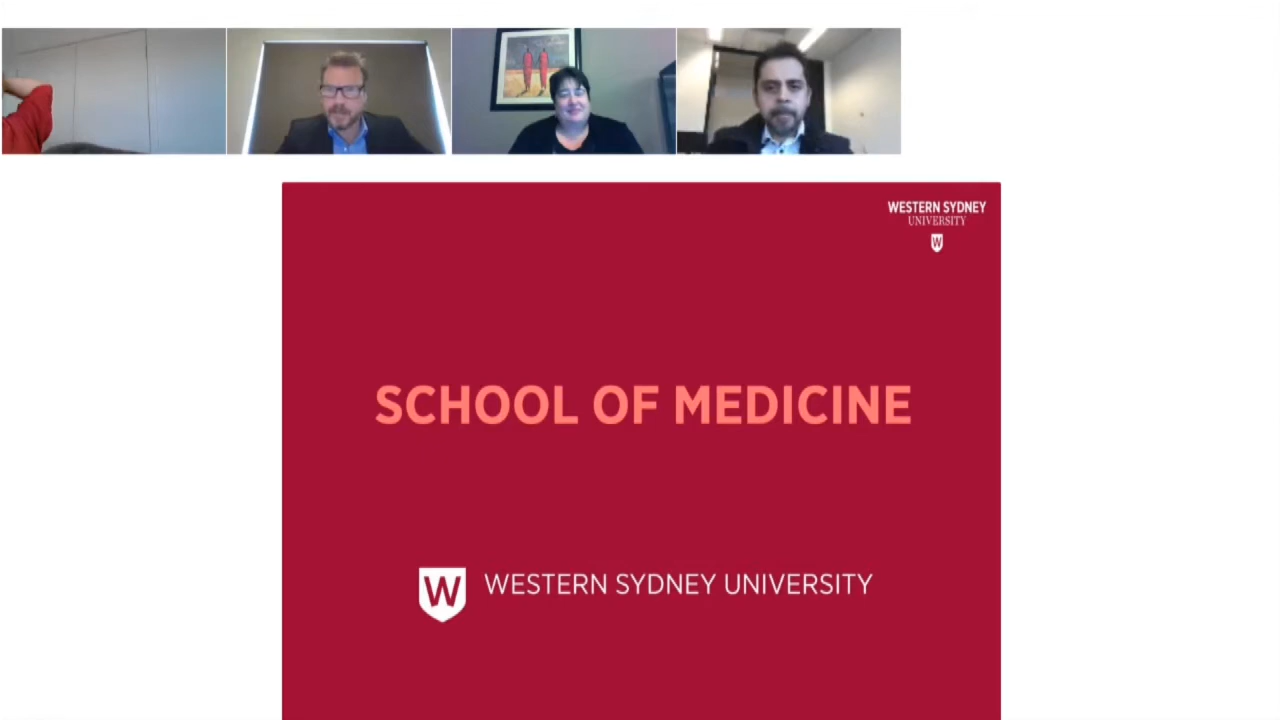 WESTERN SYDNEY
UNIVERSITY
W
SCHOOL OF MEDICINE
W WESTERN SYDNEY UNIVERSITY